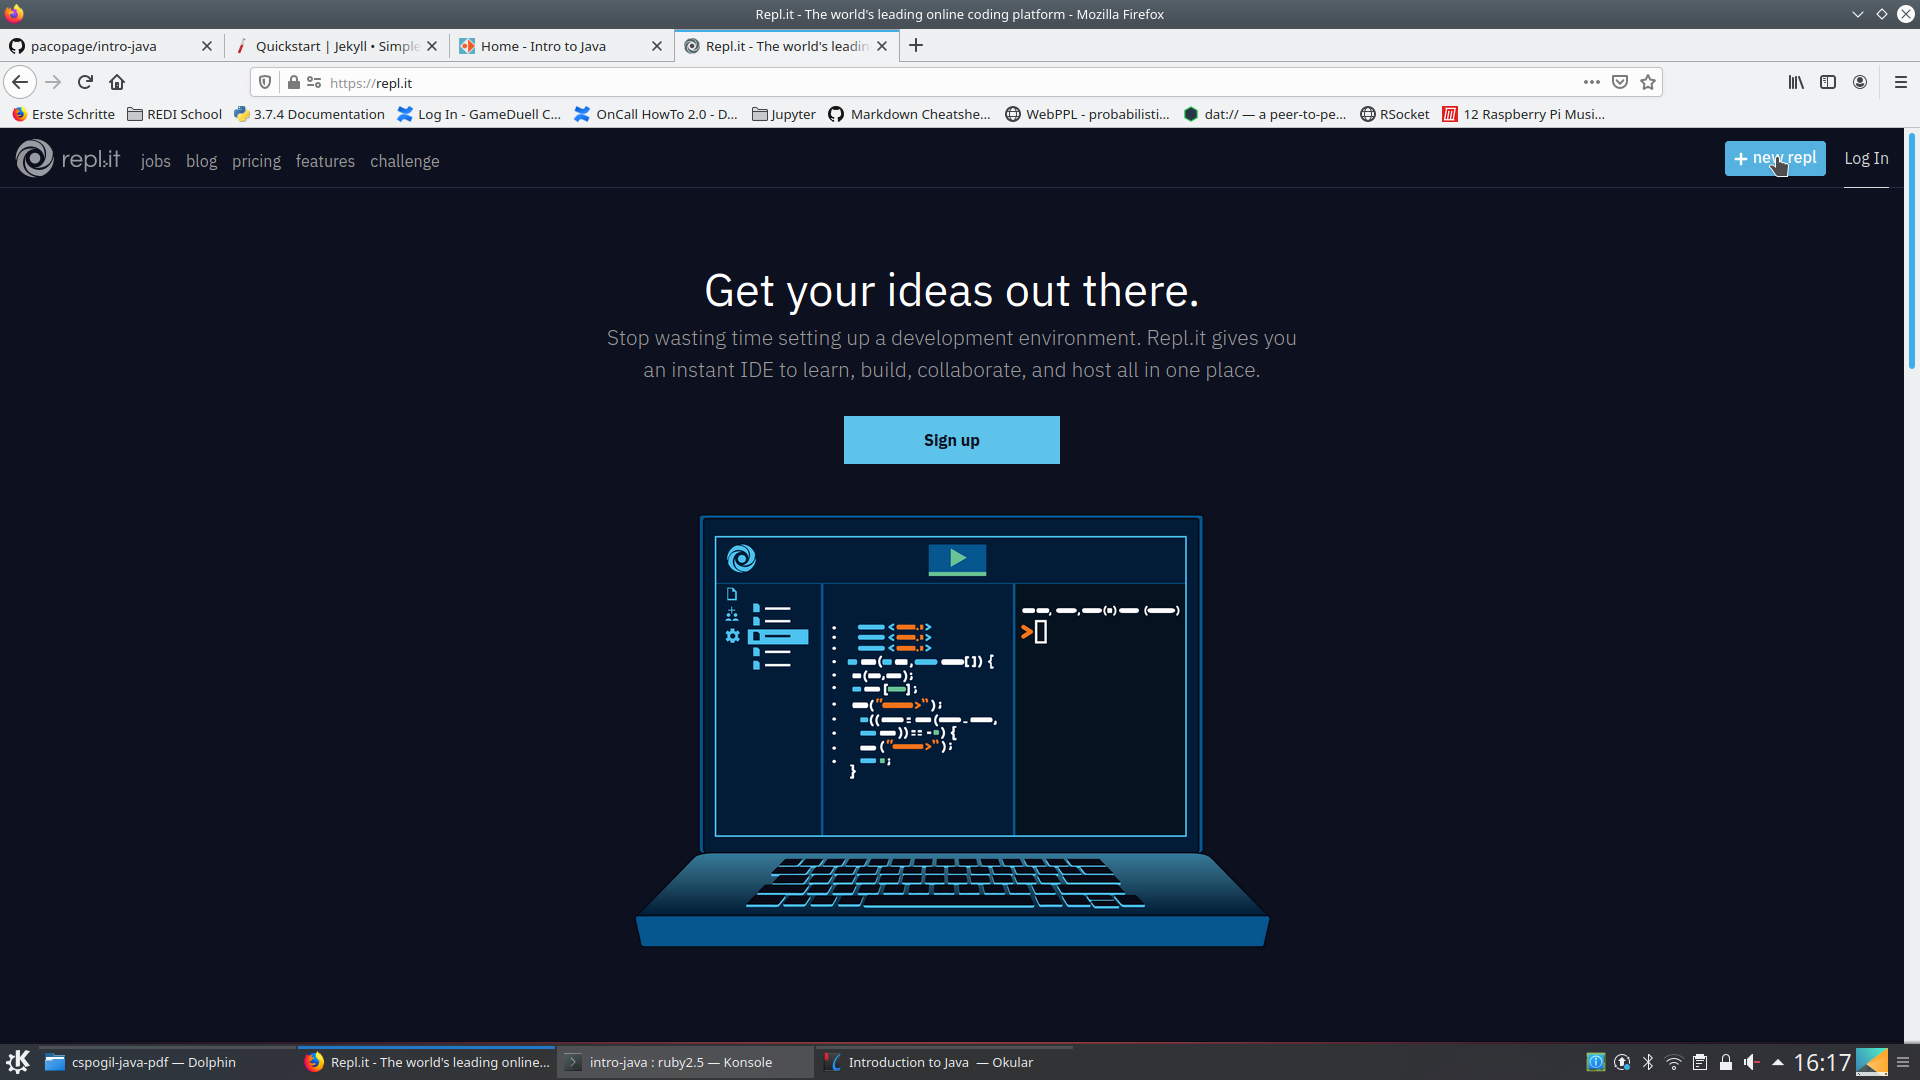 Repl.it - The world's leading online coding platform - Mozilla Firefox
pacopage/intro-java
Quickstart | Jekyll • Simple
Home - Intro to Java
Repl.it - The world's leadin
https://repl.it
Erste Schritte
REDI School
3.7.4 Documentation
Log In - GameDuell C...
OnCall HowTo 2.0 - D...
Jupyter
Markdown Cheatshe...
WebPPL - probabilisti...
dat:// — a peer-to-pe...
RSocket
12 Raspberry Pi Musi...
repl.it
jobs
blog
pricing
features
challenge
+ new repl
Log In
Get your ideas out there.
Stop wasting time setting up a development environment. Repl.it gives you
an instant IDE to learn, build, collaborate, and host all in one place.
Sign up
cspogil-java-pdf — Dolphin
Repl.it - The world's leading online...
intro-java : ruby2.5 — Konsole
Introduction to Java — Okular
16:17